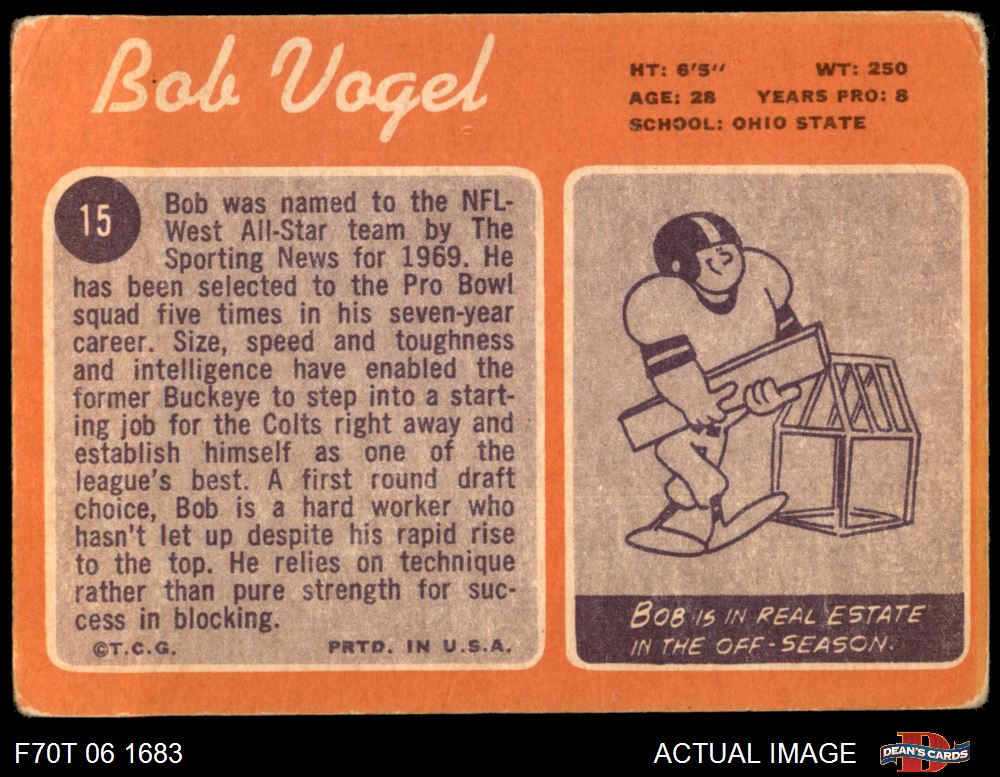 Bob Vogel
HT: 6'5" WT: 250
AGE: 28 YEARS PRO: 8
SCHOOL: OHIO STATE
15
Bob was named to the NFL-
West All-Star team by The
Sporting News for 1969. He
has been selected to the Pro Bowl
squad five times in his seven-year
career. Size, speed and toughness
and intelligence have enabled the
former Buckeye to step into a start-
ing job for the Colts right away and
establish himself as one of the
league's best. A first round draft
choice, Bob is a hard worker who
hasn't let up despite his rapid rise
to the top. He relies on technique
rather than pure strength for suc-
cess in blocking.
©T.C.G. PRTD. IN U.S.A.
BOB IS IN REAL ESTATE
IN THE OFF-SEASON.
F70T 06 1683
ACTUAL IMAGE
D
DEAN'S CARDS